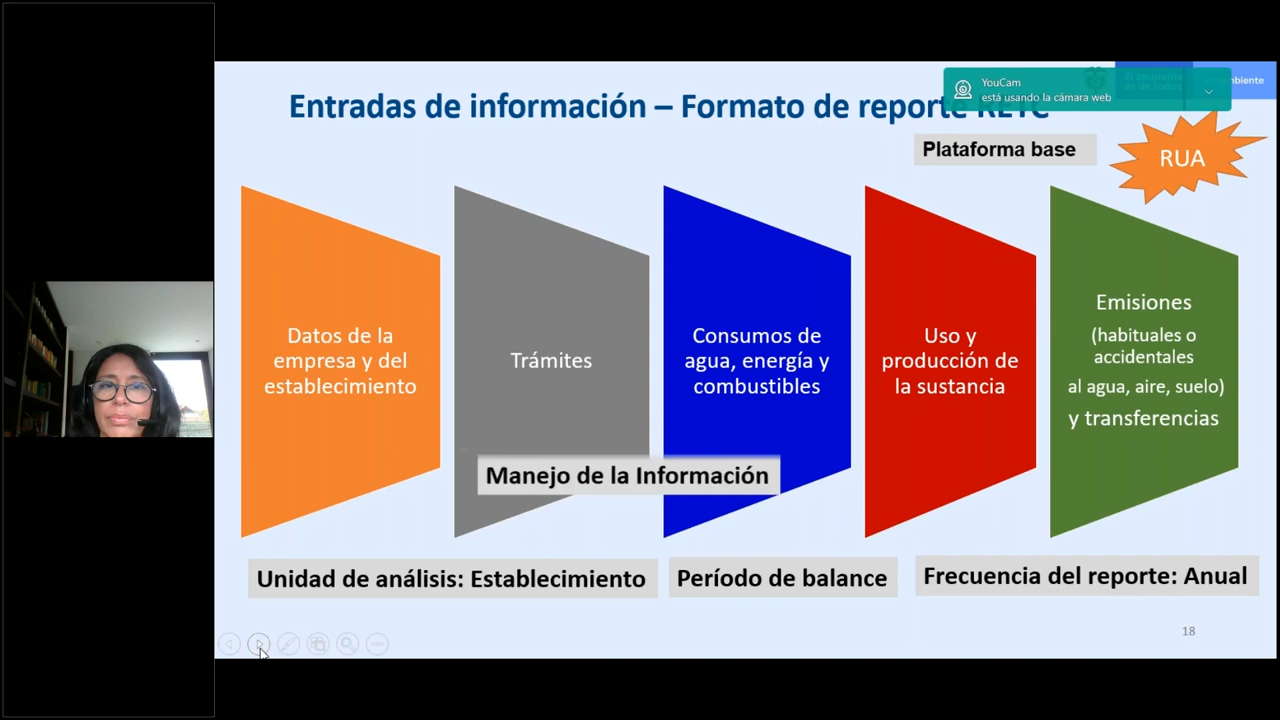 YouCam
está usando la cámara web
Entradas de información – Formato de reporte RETC
Plataforma base
RUA
Datos de la
empresa y del
establecimiento
Trámites
Consumos de
agua, energía y
combustibles
Uso y
producción de
la sustancia
Emisiones
(habituales o
accidentales
al agua, aire, suelo)
y transferencias
Manejo de la Información
Unidad de análisis: Establecimiento
Período de balance
Frecuencia del reporte: Anual
18